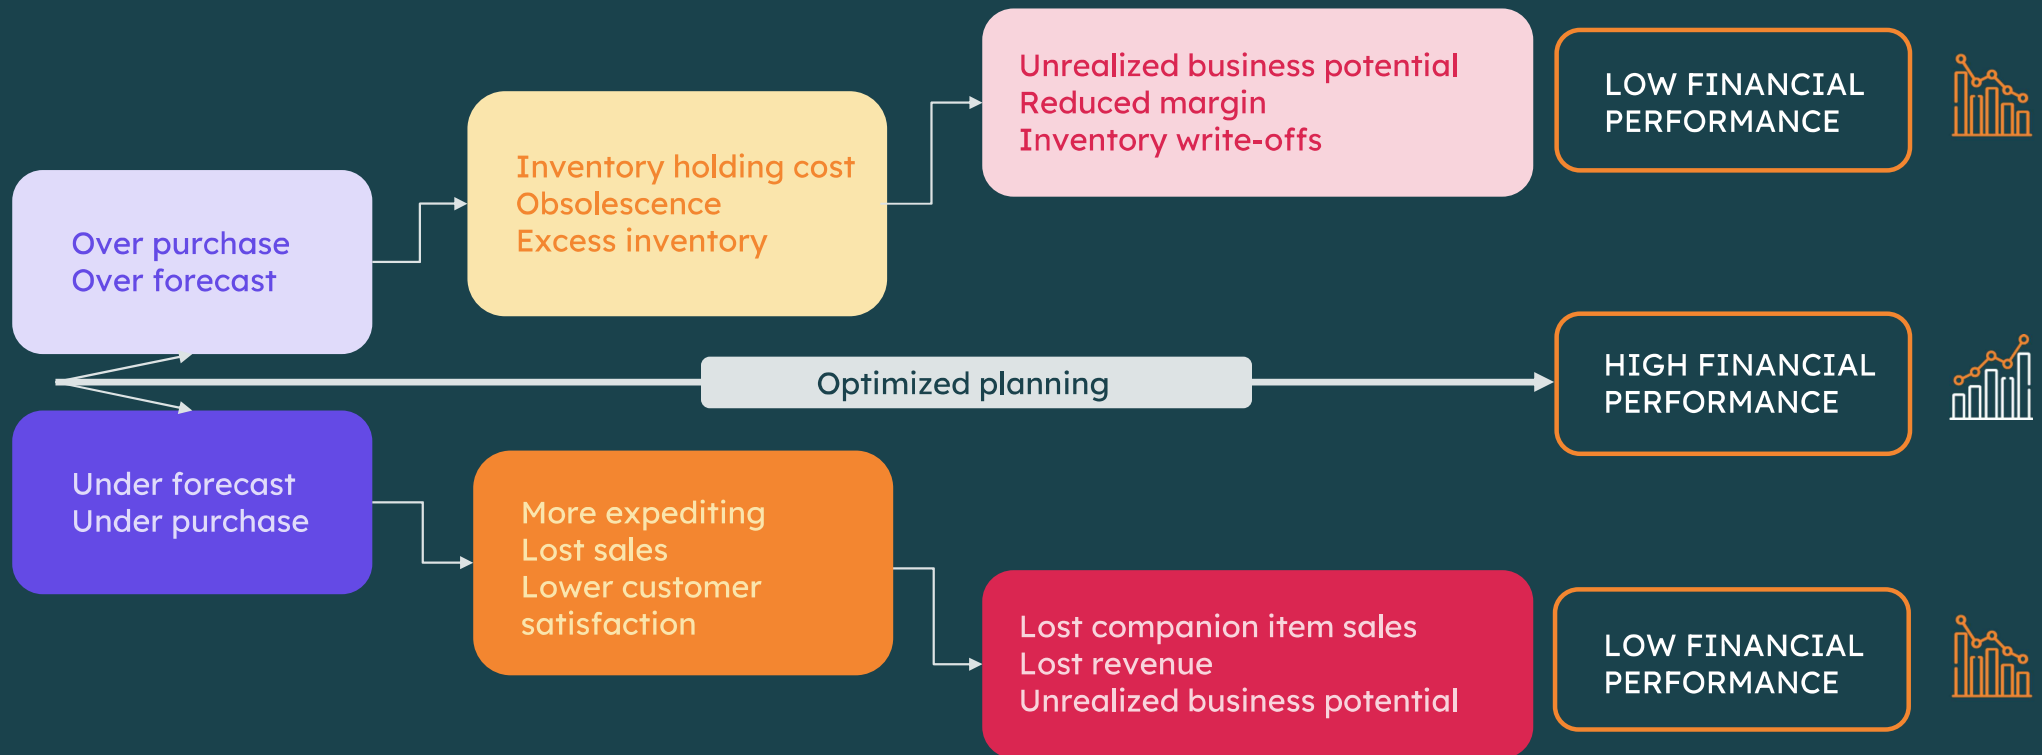 Over purchase
Over forecast
Inventory holding cost
Obsolescence
Excess inventory
Unrealized business potential
Reduced margin
Inventory write-offs
LOW FINANCIAL
PERFORMANCE
Optimized planning
HIGH FINANCIAL
PERFORMANCE
Under forecast
Under purchase
More expediting
Lost sales
Lower customer
satisfaction
Lost companion item sales
Lost revenue
Unrealized business potential
LOW FINANCIAL
PERFORMANCE